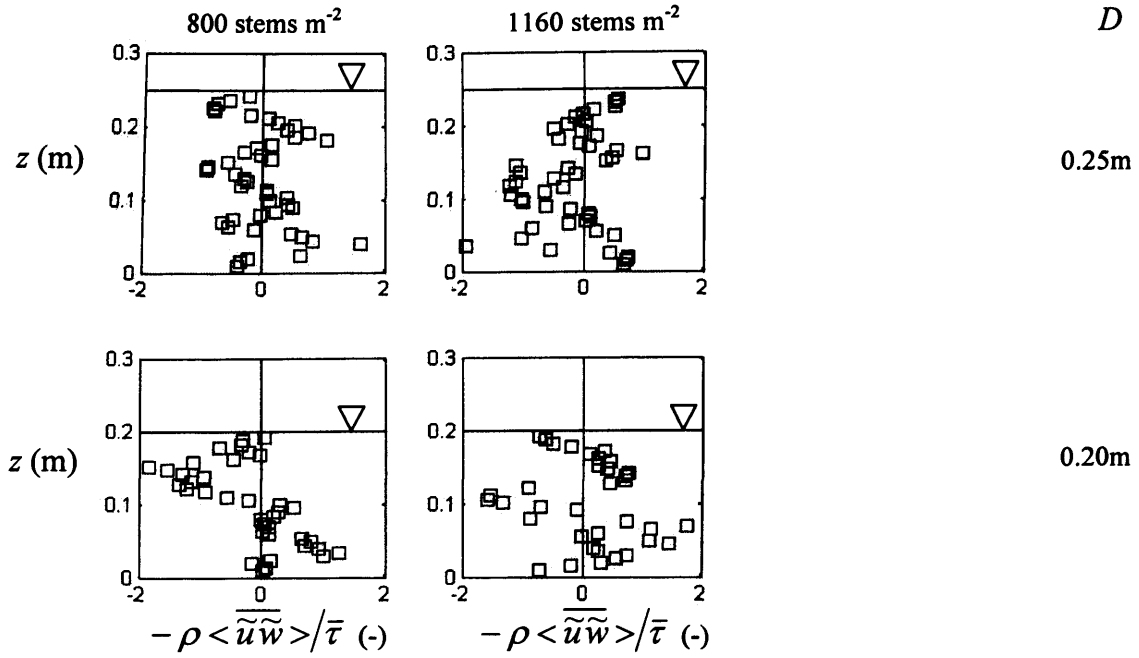 800 stems m⁻² 1160 stems m⁻² D
0.3 0.3
0.2 0.2
z (m) 0.25m
0.1 0.1
0 0
-2 0 2 -2 0 2
0.3 0.3
0.2 0.2
z (m) 0.20m
0.1 0.1
0 0
-2 0 2 -2 0 2
− ρ < \overline{ũw̃} > / τ̄ (-) − ρ < \overline{ũw̃} > / τ̄ (-)